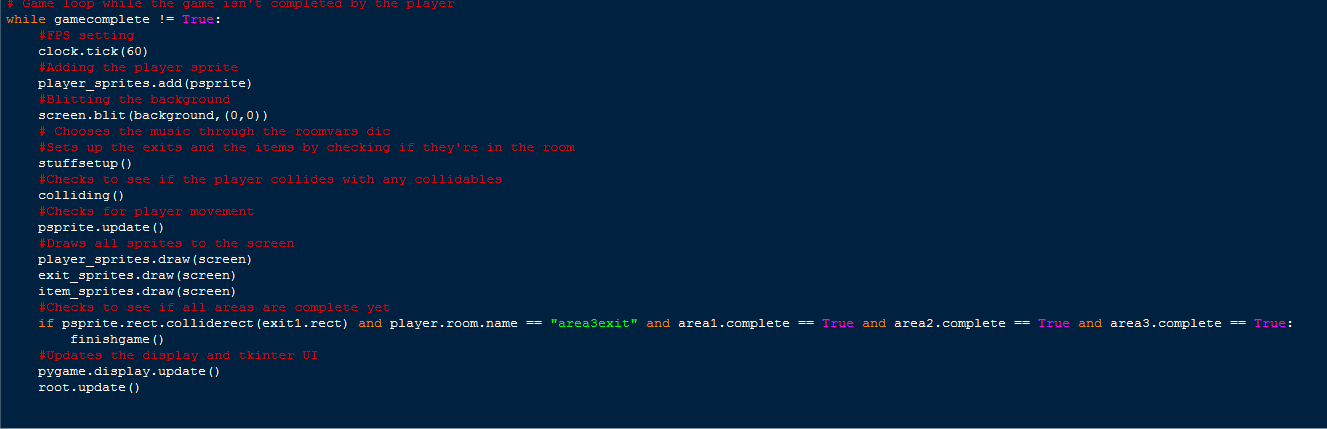 # Game loop while the game isn't completed by the player
while gamecomplete != True:
    #FPS setting
    clock.tick(60)
    #Adding the player sprite
    player_sprites.add(psprite)
    #Blitting the background
    screen.blit(background,(0,0))
    # Chooses the music through the roomvars dic
    #Sets up the exits and the items by checking if they're in the room
    stuffsetup()
    #Checks to see if the player collides with any collidables
    colliding()
    #Checks for player movement
    psprite.update()
    #Draws all sprites to the screen
    player_sprites.draw(screen)
    exit_sprites.draw(screen)
    item_sprites.draw(screen)
    #Checks to see if all areas are complete yet
    if psprite.rect.colliderect(exit1.rect) and player.room.name == "area3exit" and area1.complete == True and area2.complete == True and area3.complete == True:
        finishgame()
    #Updates the display and tkinter UI
    pygame.display.update()
    root.update()